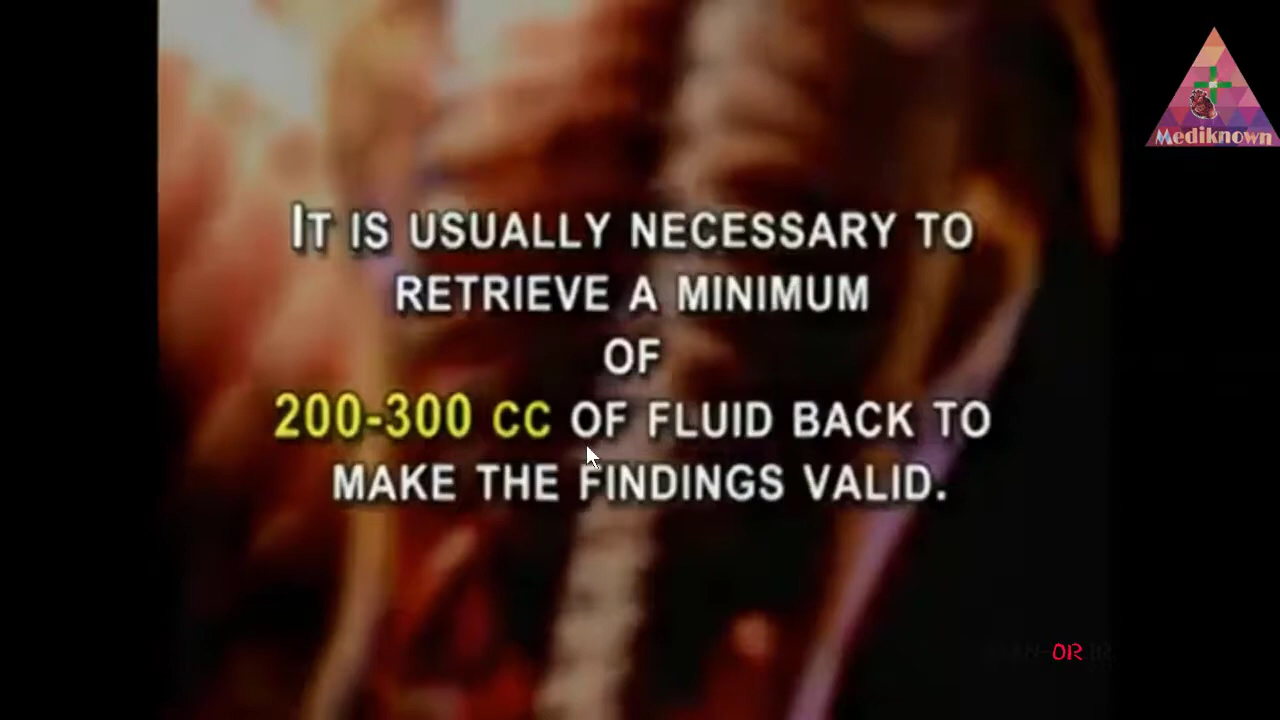 Mediknown
IT IS USUALLY NECESSARY TO
RETRIEVE A MINIMUM
OF
200-300 CC OF FLUID BACK TO
MAKE THE FINDINGS VALID.
OR